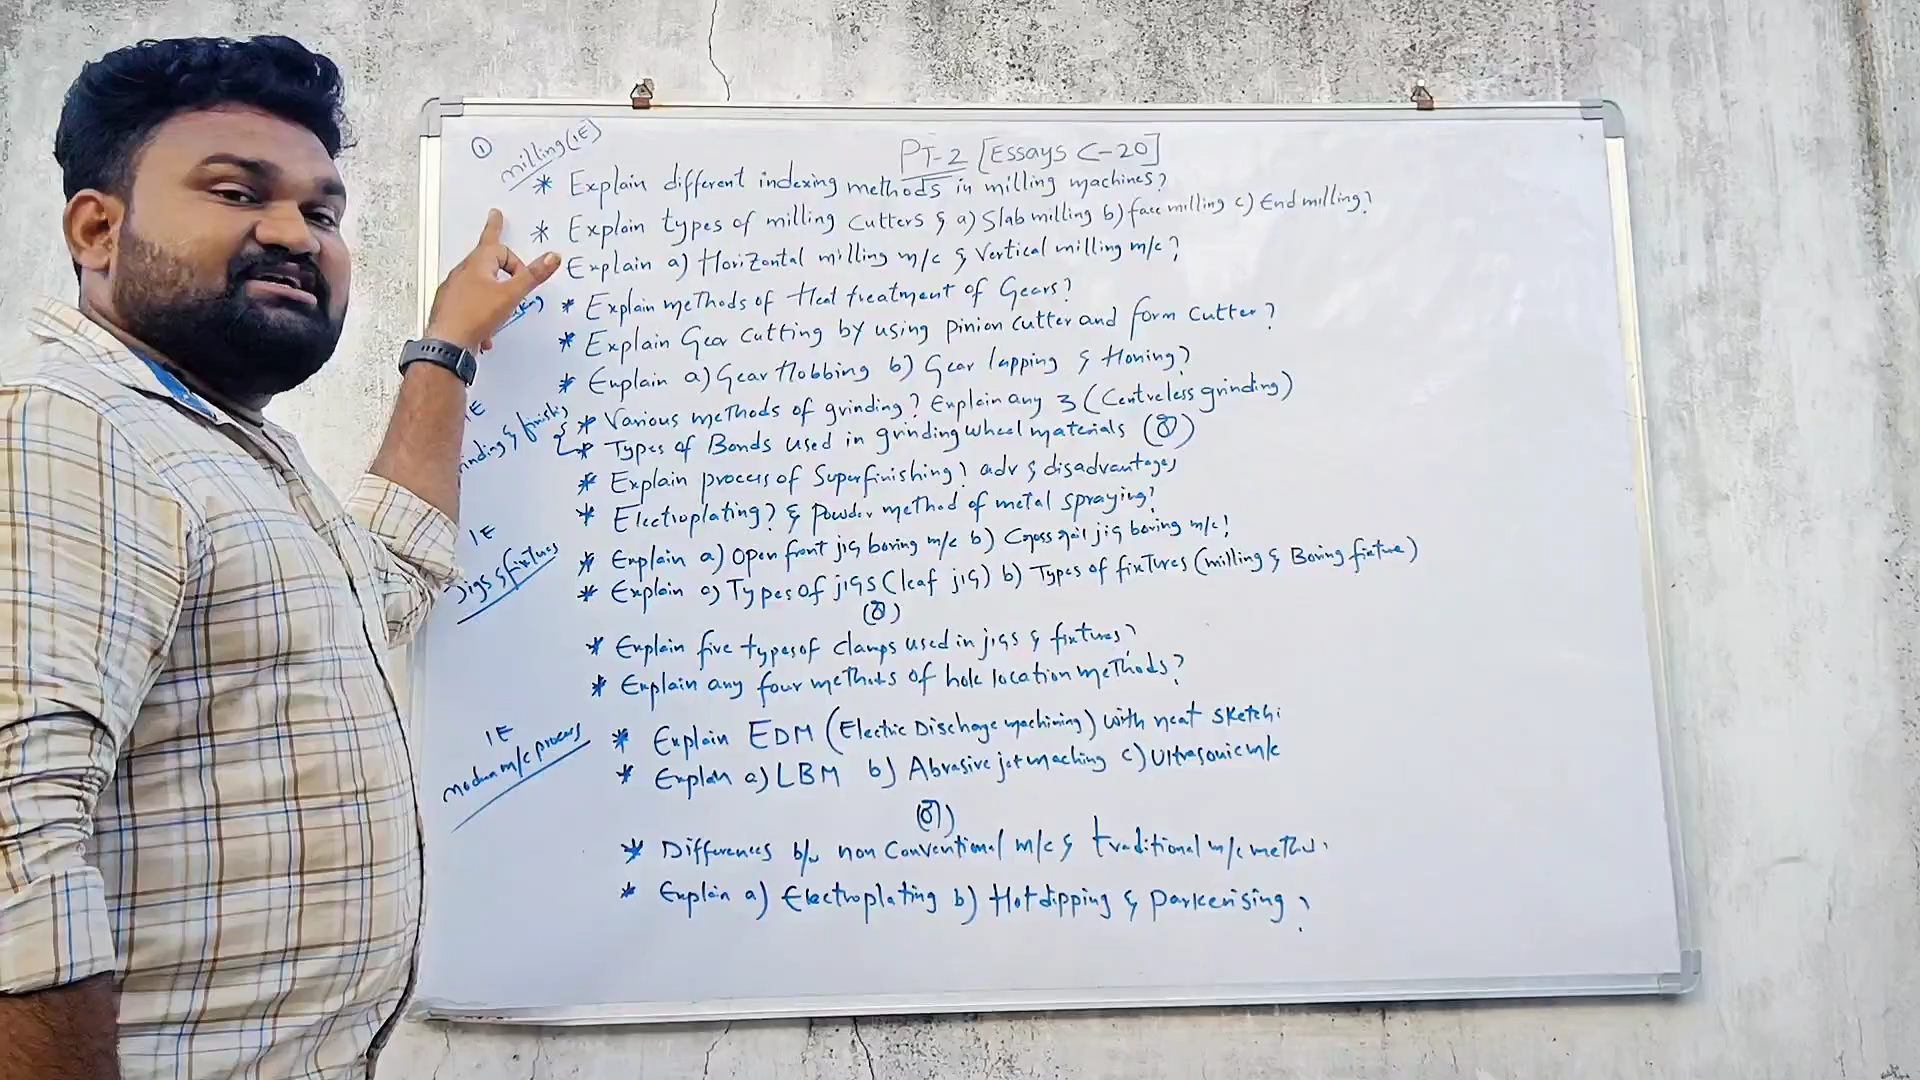 ①
milling (1E)
PT-2 [Essays C-20]
* Explain different indexing methods in milling machines?
* Explain types of milling cutters & a) Slab milling b) face milling c) End milling?
Explain a) Horizontal milling m/c & Vertical milling m/c?
* Explain methods of Heat treatment of Gears?
* Explain Gear cutting by using pinion cutter and form cutter?
* Explain a) Gear Hobbing b) Gear lapping & Honing?
1E
* Various methods of grinding? Explain any 3 (Centreless grinding)
* Types of Bonds used in grinding wheel materials (or)
* Explain process of Superfinishing? adv & disadvantages
* Electroplating? & Powder method of metal spraying?
1E
Jigs & fixtures
* Explain a) Open front jig boring m/c b) Cross rail jig boring m/c!
* Explain a) Types of jigs (leaf jig) b) Types of fixtures (milling & Boring fixture)
(or)
* Explain five types of clamps used in jigs & fixtures?
* Explain any four methods of hole location methods?
1E
modern m/c process
* Explain EDM (Electric Discharge machining) with neat sketch
* Explain a) LBM b) Abrasive jet maching c) Ultrasonic m/c
(or)
* Differences b/w non Conventional m/c & traditional m/c
* Explain a) Electroplating b) Hot dipping & parkerising?